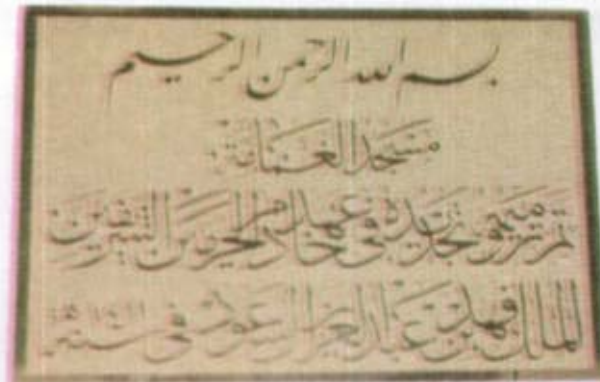 بسم الله الرحمن الرحيم
مسجد الغمامة
تم ترميمه وتجديده في عهد خادم الحرمين الشريفين
الملك فهد بن عبد العزيز آل سعود في سنة